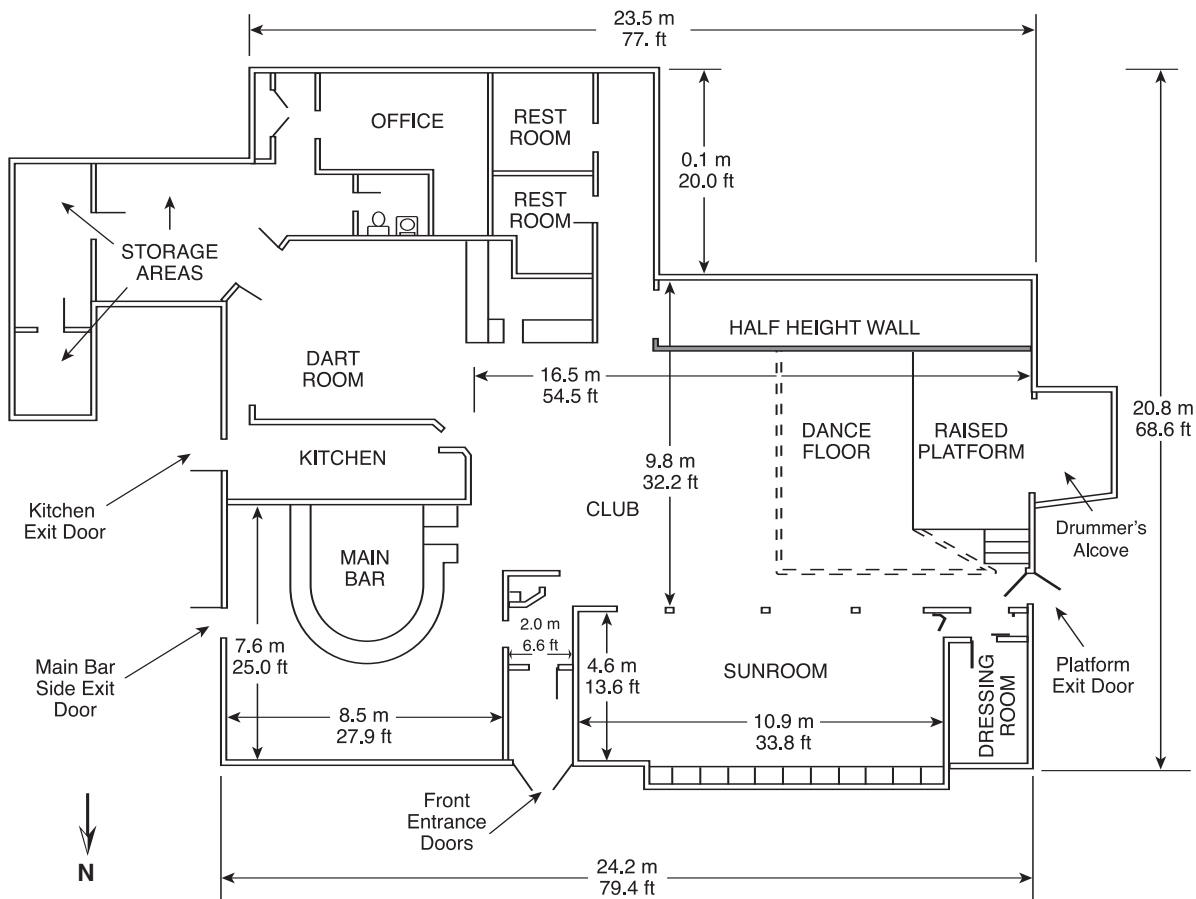 23.5 m
77. ft
OFFICE
REST
ROOM
0.1 m
20.0 ft
REST
ROOM
STORAGE
AREAS
HALF HEIGHT WALL
DART
ROOM
16.5 m
54.5 ft
20.8 m
68.6 ft
DANCE
FLOOR
RAISED
PLATFORM
KITCHEN
9.8 m
32.2 ft
Kitchen
Exit Door
CLUB
Drummer's
Alcove
MAIN
BAR
2.0 m
6.6 ft
7.6 m
25.0 ft
Main Bar
Side Exit
Door
4.6 m
13.6 ft
SUNROOM
Platform
Exit Door
DRESSING
ROOM
8.5 m
27.9 ft
10.9 m
33.8 ft
Front
Entrance
Doors
N
24.2 m
79.4 ft